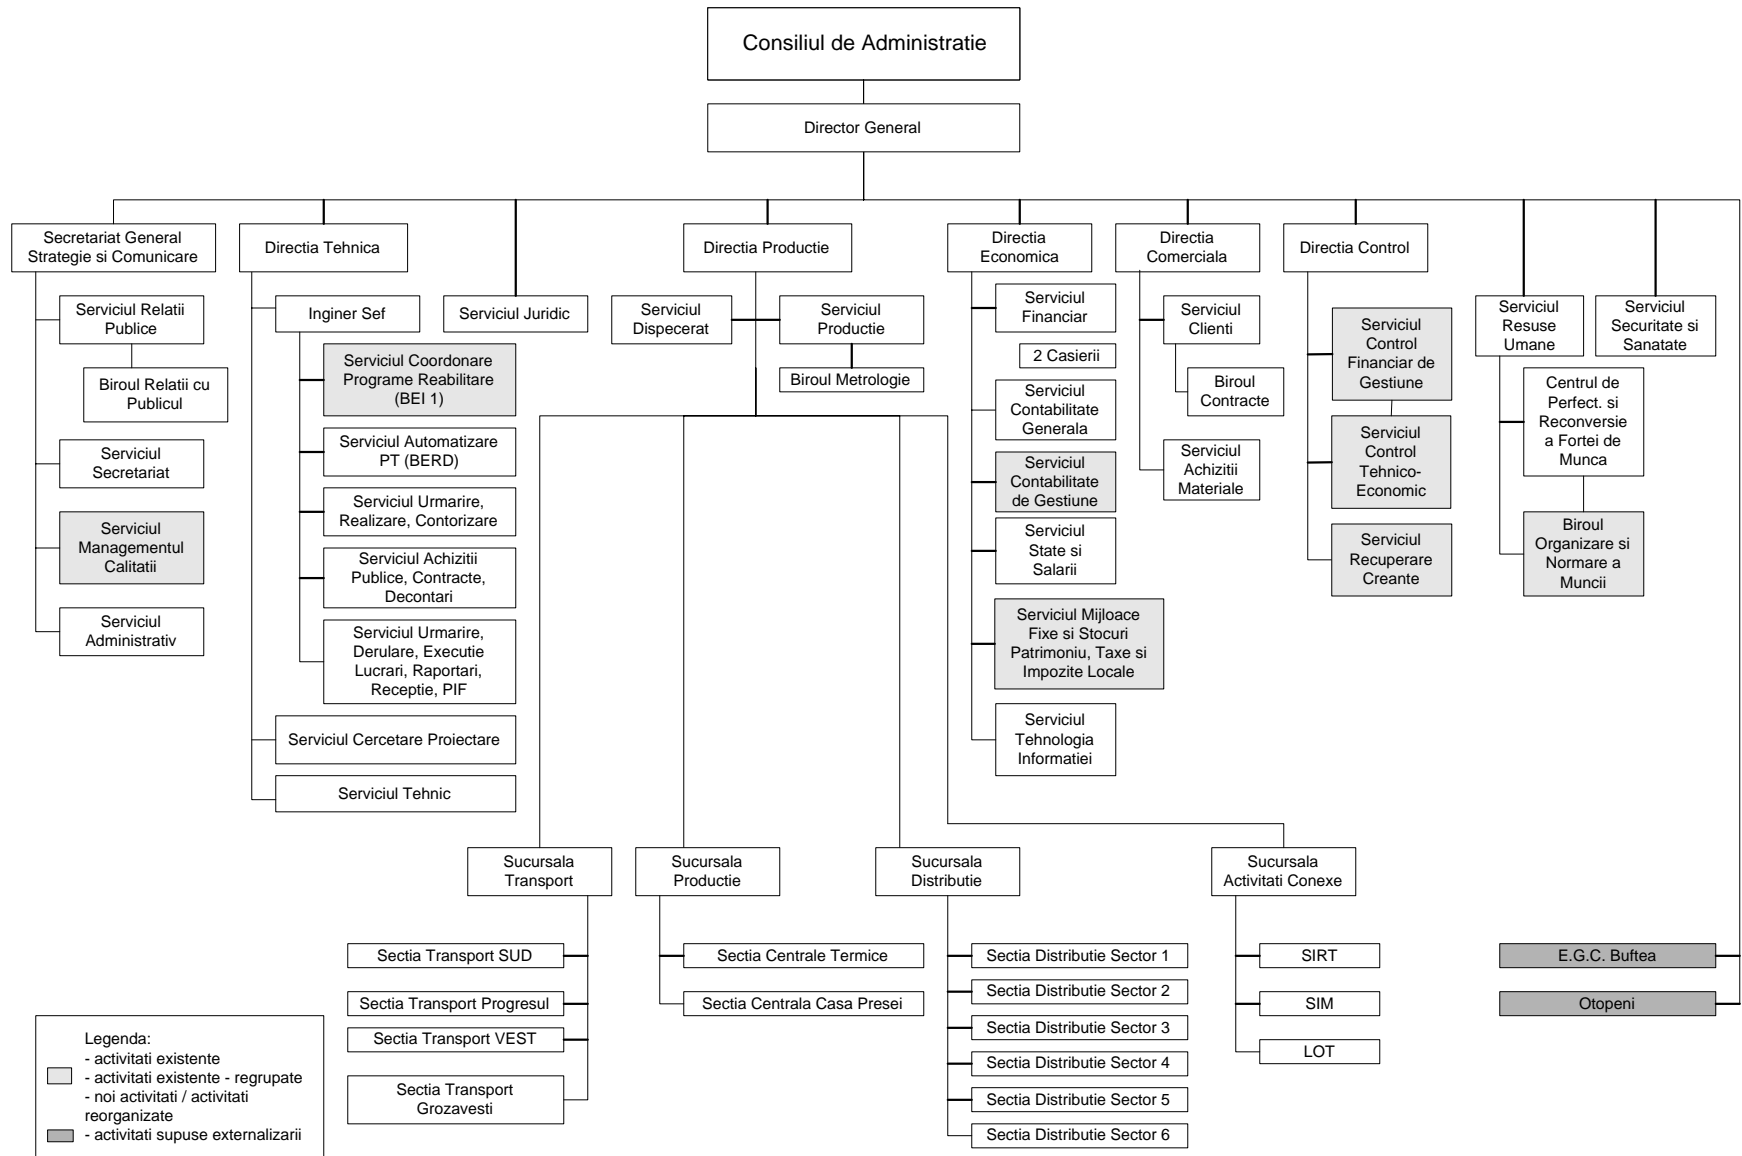 Consiliul de Administratie
Director General
Secretariat General
Strategie si Comunicare
Serviciul Relatii
Publice
Biroul Relatii cu
Publicul
Serviciul
Secretariat
Serviciul
Managementul
Calitatii
Serviciul
Administrativ
Directia Tehnica
Inginer Sef
Serviciul Coordonare
Programe Reabilitare
(BEI 1)
Serviciul Automatizare
PT (BERD)
Serviciul Urmarire,
Realizare, Contorizare
Serviciul Achizitii
Publice, Contracte,
Decontari
Serviciul Urmarire,
Derulare, Executie
Lucrari, Raportari,
Receptie, PIF
Serviciul Cercetare Proiectare
Serviciul Tehnic
Serviciul Juridic
Directia Productie
Serviciul
Dispecerat
Serviciul
Productie
Biroul Metrologie
Directia
Economica
Serviciul
Financiar
2 Casierii
Serviciul
Contabilitate
Generala
Serviciul
Contabilitate
de Gestiune
Serviciul
State si
Salarii
Serviciul Mijloace
Fixe si Stocuri
Patrimoniu, Taxe si
Impozite Locale
Serviciul
Tehnologia
Informatiei
Directia
Comerciala
Serviciul
Clienti
Biroul
Contracte
Serviciul
Achizitii
Materiale
Directia Control
Serviciul
Control
Financiar de
Gestiune
Serviciul
Control
Tehnico-
Economic
Serviciul
Recuperare
Creante
Serviciul
Resuse
Umane
Centrul de
Perfect. si
Reconversie
a Fortei de
Munca
Biroul
Organizare si
Normare a
Muncii
Serviciul
Securitate si
Sanatate
Sucursala
Transport
Sectia Transport SUD
Sectia Transport Progresul
Sectia Transport VEST
Sectia Transport
Grozavesti
Sucursala
Productie
Sectia Centrale Termice
Sectia Centrala Casa Presei
Sucursala
Distributie
Sectia Distributie Sector 1
Sectia Distributie Sector 2
Sectia Distributie Sector 3
Sectia Distributie Sector 4
Sectia Distributie Sector 5
Sectia Distributie Sector 6
Sucursala
Activitati Conexe
SIRT
SIM
LOT
E.G.C. Buftea
Otopeni
Legenda:
- activitati existente
- activitati existente - regrupate
- noi activitati / activitati
reorganizate
- activitati supuse externalizarii